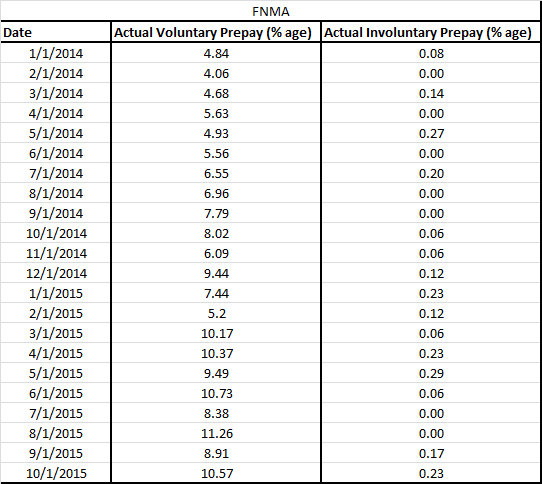 FNMA
Date Actual Voluntary Prepay (% age) Actual Involuntary Prepay (% age)
1/1/2014 4.84 0.08
2/1/2014 4.06 0.00
3/1/2014 4.68 0.14
4/1/2014 5.63 0.00
5/1/2014 4.93 0.27
6/1/2014 5.56 0.00
7/1/2014 6.55 0.20
8/1/2014 6.96 0.00
9/1/2014 7.79 0.00
10/1/2014 8.02 0.06
11/1/2014 6.09 0.06
12/1/2014 9.44 0.12
1/1/2015 7.44 0.23
2/1/2015 5.2 0.12
3/1/2015 10.17 0.06
4/1/2015 10.37 0.23
5/1/2015 9.49 0.29
6/1/2015 10.73 0.06
7/1/2015 8.38 0.00
8/1/2015 11.26 0.00
9/1/2015 8.91 0.17
10/1/2015 10.57 0.23